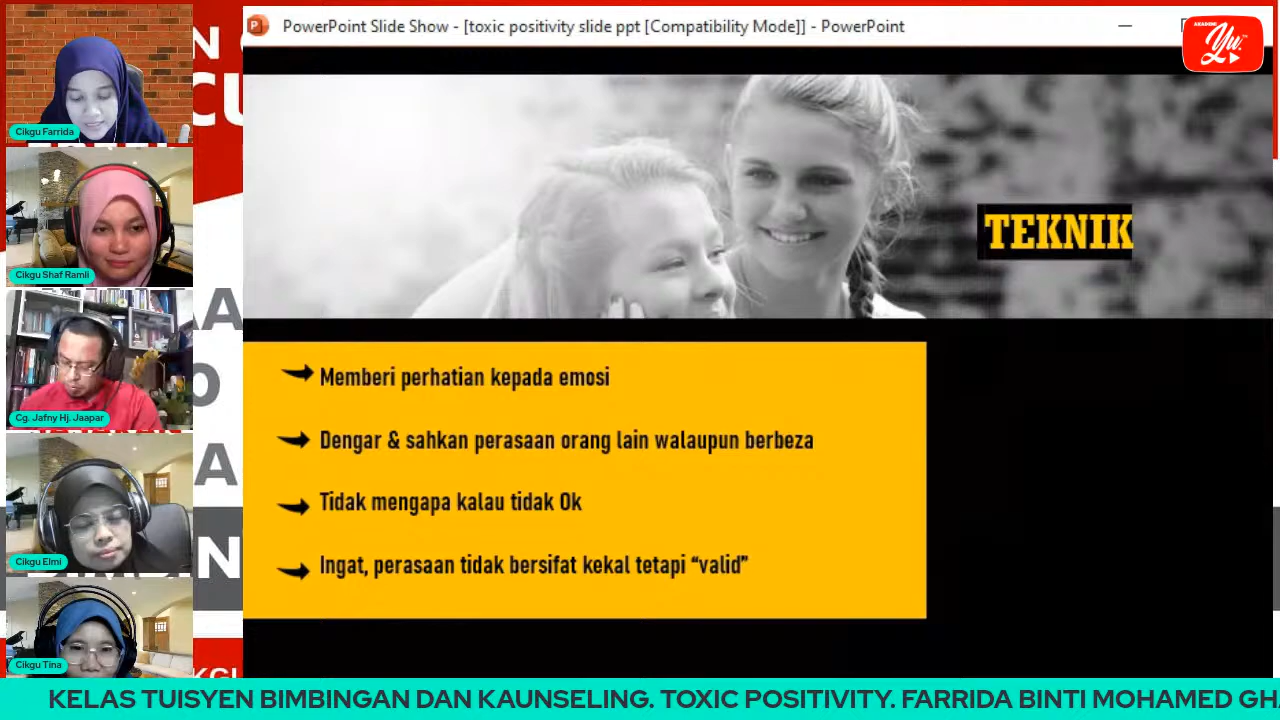 PowerPoint Slide Show - [toxic positivity slide ppt [Compatibility Mode]] - PowerPoint
AKADEMI
Yu
Cikgu Farrida
Cikgu Shaf Ramli
Cg. Jafny Hj. Jaapar
Cikgu Elmi
Cikgu Tina
TEKNIK
Memberi perhatian kepada emosi
Dengar & sahkan perasaan orang lain walaupun berbeza
Tidak mengapa kalau tidak Ok
Ingat, perasaan tidak bersifat kekal tetapi “valid”
KELAS TUISYEN BIMBINGAN DAN KAUNSELING. TOXIC POSITIVITY. FARRIDA BINTI MOHAMED GHA